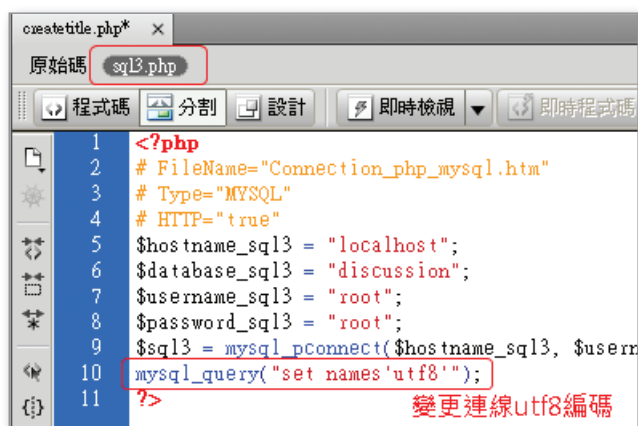 createtitle.php* ×
原始碼 sql3.php
程式碼 分割 設計 即時檢視 即時程式碼
1 <?php
2 # FileName="Connection_php_mysql.htm"
3 # Type="MYSQL"
4 # HTTP="true"
5 $hostname_sql3 = "localhost";
6 $database_sql3 = "discussion";
7 $username_sql3 = "root";
8 $password_sql3 = "root";
9 $sql3 = mysql_pconnect($hostname_sql3, $usern
10 mysql_query("set names'utf8'");
11 ?>
變更連線utf8編碼